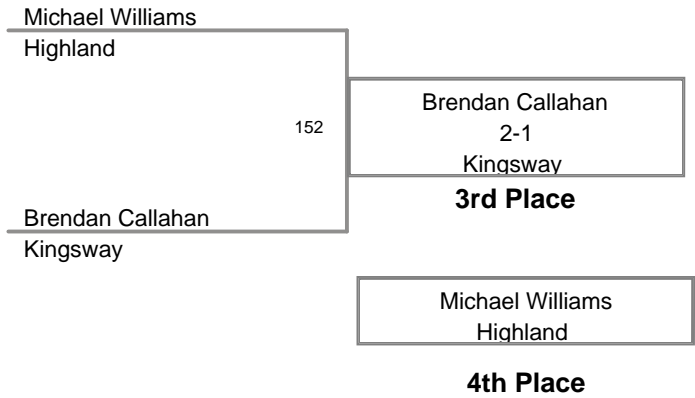 Michael Williams
Highland
152
Brendan Callahan
2-1
Kingsway
3rd Place
Brendan Callahan
Kingsway
Michael Williams
Highland
4th Place